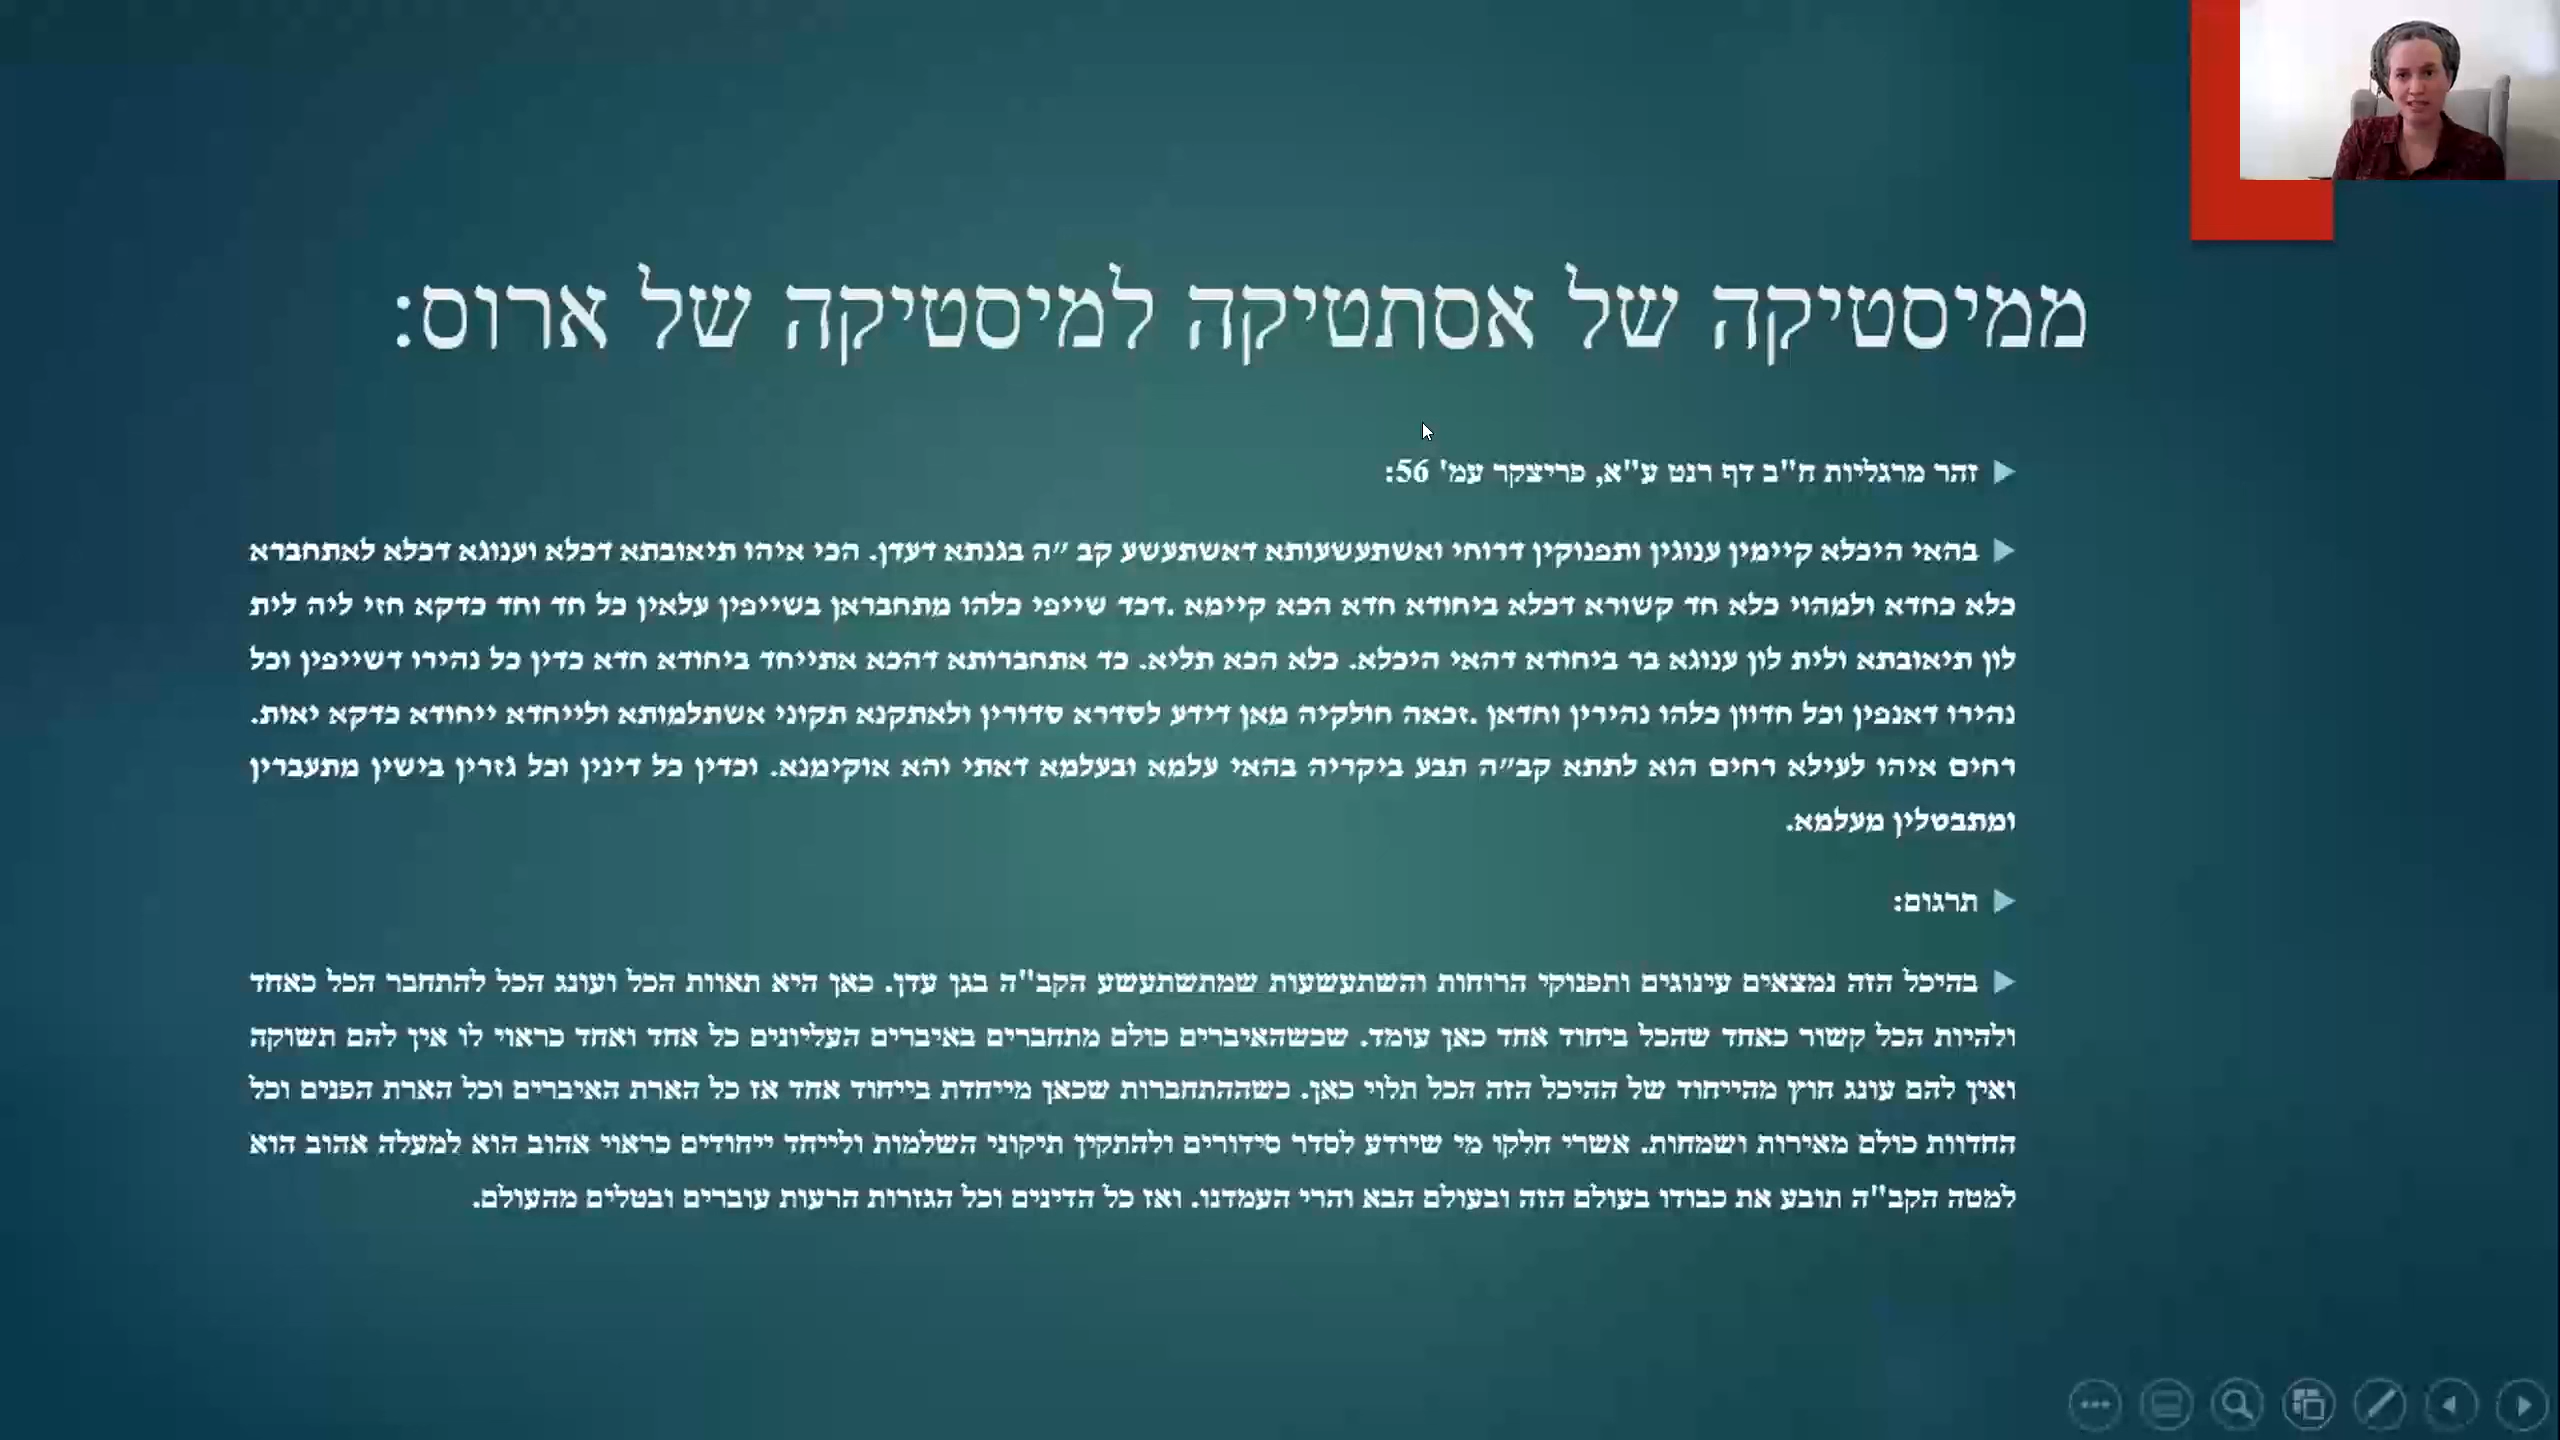 ממיסטיקה של אסתטיקה למיסטיקה של ארוס:
זהר מרגליות ח"ב דף רנט ע"א, פריצקר עמ' 56:
בהאי היכלא קיימין ענוגין ותפנוקין דרוחי ואשתעשעותא דאשתעשע קב ״ה בגנתא דעדן. הכי איהו תיאובתא דכלא וענוגא דכלא לאתחברא
כלא כחדא ולמהוי כלא חד קשורא דכלא ביחודא חדא הכא קיימא .דכד שייפי כלהו מתחבראן בשייפין עלאין כל חד וחד כדקא חזי ליה לית
לון תיאובתא ולית לון ענוגא בר ביחודא דהאי היכלא. כלא הכא תליא. כד אתחברותא דהכא אתייחד ביחודא חדא כדין כל נהירו דשייפין וכל
נהירו דאנפין וכל חדוון כלהו נהירין וחדאן .זכאה חולקיה מאן דידע לסדרא סדורין ולאתקנא תקוני אשתלמותא ולייחדא ייחודא כדקא יאות.
רחים איהו לעילא רחים הוא לתתא קב״ה תבע ביקריה בהאי עלמא ובעלמא דאתי והא אוקימנא. וכדין כל דינין וכל גזרין בישין מתעברין
ומתבטלין מעלמא.
תרגום:
בהיכל הזה נמצאים עינוגים ותפנוקי הרוחות והשתעשעות שמתשתעשע הקב"ה בגן עדן. כאן היא תאוות הכל ועונג הכל להתחבר הכל כאחד
ולהיות הכל קשור כאחד שהכל ביחוד אחד כאן עומד. שכשהאיברים כולם מתחברים באיברים העליונים כל אחד ואחד כראוי לו אין להם תשוקה
ואין להם עונג חוץ מהייחוד של ההיכל הזה הכל תלוי כאן. כשההתחברות שכאן מייחדת בייחוד אחד אז כל הארת האיברים וכל הארת הפנים וכל
החדוות כולם מאירות ושמחות. אשרי חלקו מי שיודע לסדר סידורים ולהתקין תיקוני השלמות ולייחד ייחודים כראוי אהוב הוא למעלה אהוב הוא
למטה הקב"ה תובע את כבודו בעולם הזה ובעולם הבא והרי העמדנו. ואז כל הדינים וכל הגזרות הרעות עוברים ובטלים מהעולם.